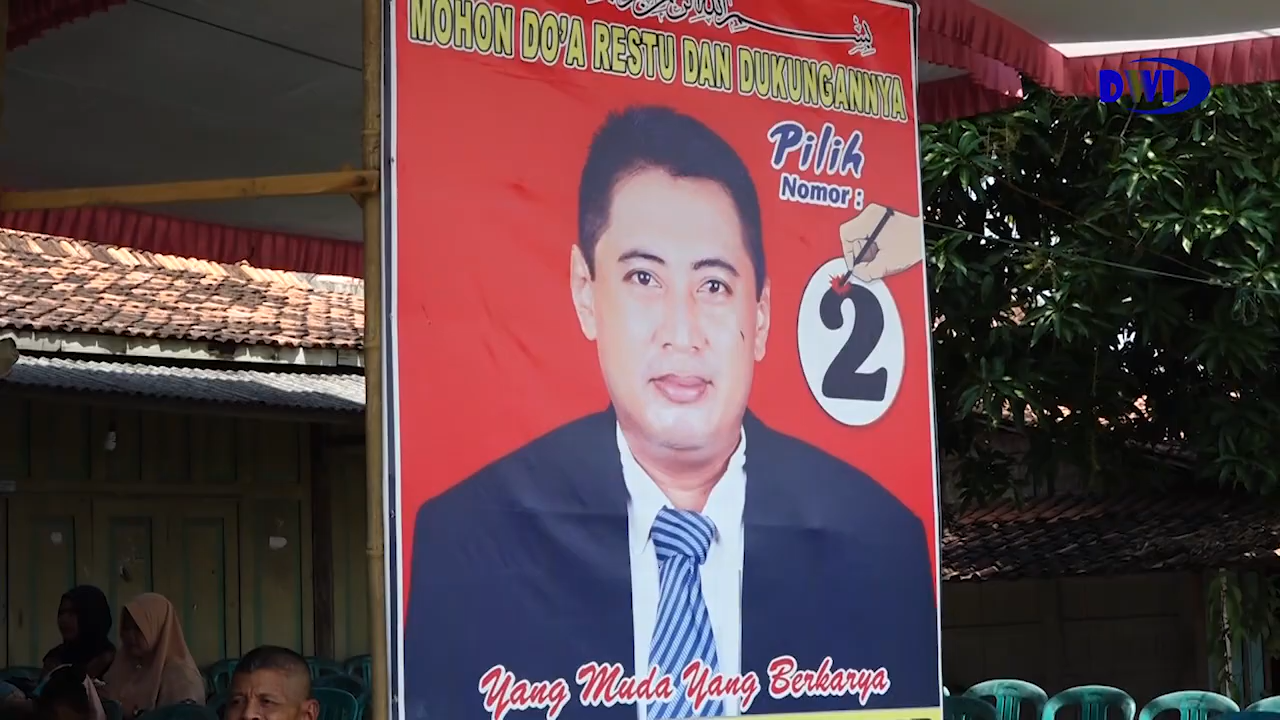 MOHON DO'A RESTU DAN DUKUNGANNYA
Pilih
Nomor :
2
Yang Muda Yang Berkarya
DWI